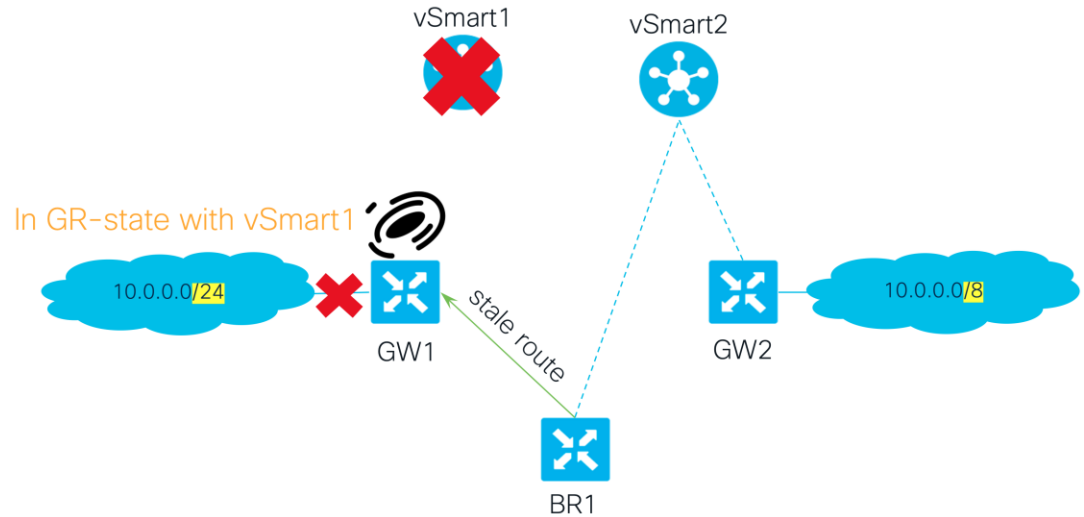 vSmart1
vSmart2
In GR-state with vSmart1
10.0.0.0/24
10.0.0.0/8
stale route
GW1
GW2
BR1